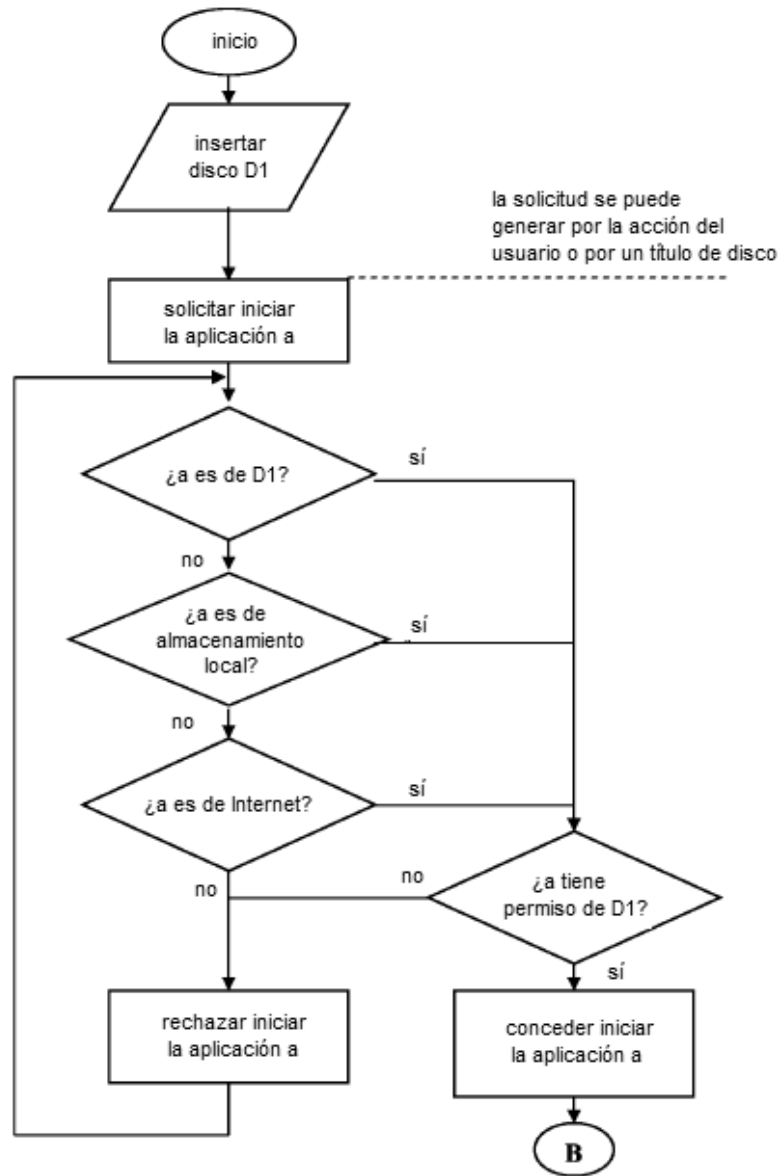 inicio
insertar
disco D1
la solicitud se puede
generar por la acción del
usuario o por un título de disco
solicitar iniciar
la aplicación a
¿a es de D1?
sí
no
¿a es de
almacenamiento
local?
sí
no
¿a es de Internet?
sí
no
no
¿a tiene
permiso de D1?
sí
rechazar iniciar
la aplicación a
conceder iniciar
la aplicación a
B